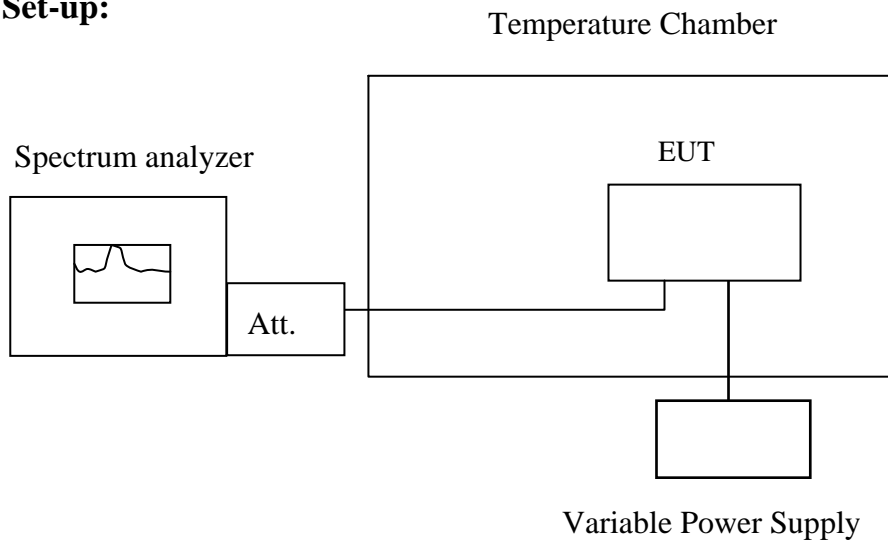 Set-up:
Temperature Chamber
Spectrum analyzer
EUT
Att.
Variable Power Supply